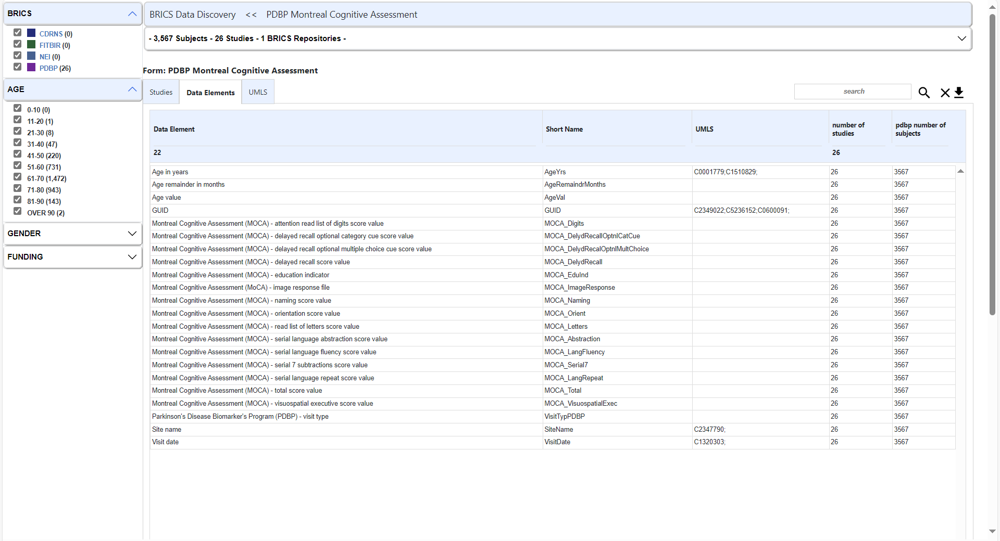 BRICS
CDRNS (0)
FITBIR (0)
NEI (0)
PDBP (26)
AGE
0-10 (0)
11-20 (1)
21-30 (8)
31-40 (47)
41-50 (220)
51-60 (731)
61-70 (1,472)
71-80 (943)
81-90 (143)
OVER 90 (2)
GENDER
FUNDING
BRICS Data Discovery << PDBP Montreal Cognitive Assessment
- 3,567 Subjects - 26 Studies - 1 BRICS Repositories -
Form: PDBP Montreal Cognitive Assessment
Studies Data Elements UMLS search
Data Element Short Name UMLS number of studies pdbp number of subjects
22 26
Age in years AgeYrs C0001779;C1510829; 26 3567
Age remainder in months AgeRemaindrMonths 26 3567
Age value AgeVal 26 3567
GUID GUID C2349022;C5236152;C0600091; 26 3567
Montreal Cognitive Assessment (MOCA) - attention read list of digits score value MOCA_Digits 26 3567
Montreal Cognitive Assessment (MOCA) - delayed recall optional category cue score value MOCA_DelydRecallOptnlCatCue 26 3567
Montreal Cognitive Assessment (MOCA) - delayed recall optional multiple choice cue score value MOCA_DelydRecalOptnlMultChoice 26 3567
Montreal Cognitive Assessment (MOCA) - delayed recall score value MOCA_DelydRecall 26 3567
Montreal Cognitive Assessment (MOCA) - education indicator MOCA_EduInd 26 3567
Montreal Cognitive Assessment (MoCA) - image response file MOCA_ImageResponse 26 3567
Montreal Cognitive Assessment (MOCA) - naming score value MOCA_Naming 26 3567
Montreal Cognitive Assessment (MOCA) - orientation score value MOCA_Orient 26 3567
Montreal Cognitive Assessment (MOCA) - read list of letters score value MOCA_Letters 26 3567
Montreal Cognitive Assessment (MOCA) - serial language abstraction score value MOCA_Abstraction 26 3567
Montreal Cognitive Assessment (MOCA) - serial language fluency score value MOCA_LangFluency 26 3567
Montreal Cognitive Assessment (MOCA) - serial 7 subtractions score value MOCA_Serial7 26 3567
Montreal Cognitive Assessment (MOCA) - serial language repeat score value MOCA_LangRepeat 26 3567
Montreal Cognitive Assessment (MOCA) - total score value MOCA_Total 26 3567
Montreal Cognitive Assessment (MOCA) - visuospatial executive score value MOCA_VisuospatialExec 26 3567
Parkinson's Disease Biomarker's Program (PDBP) - visit type VisitTypPDBP 26 3567
Site name SiteName C2347790; 26 3567
Visit date VisitDate C1320303; 26 3567